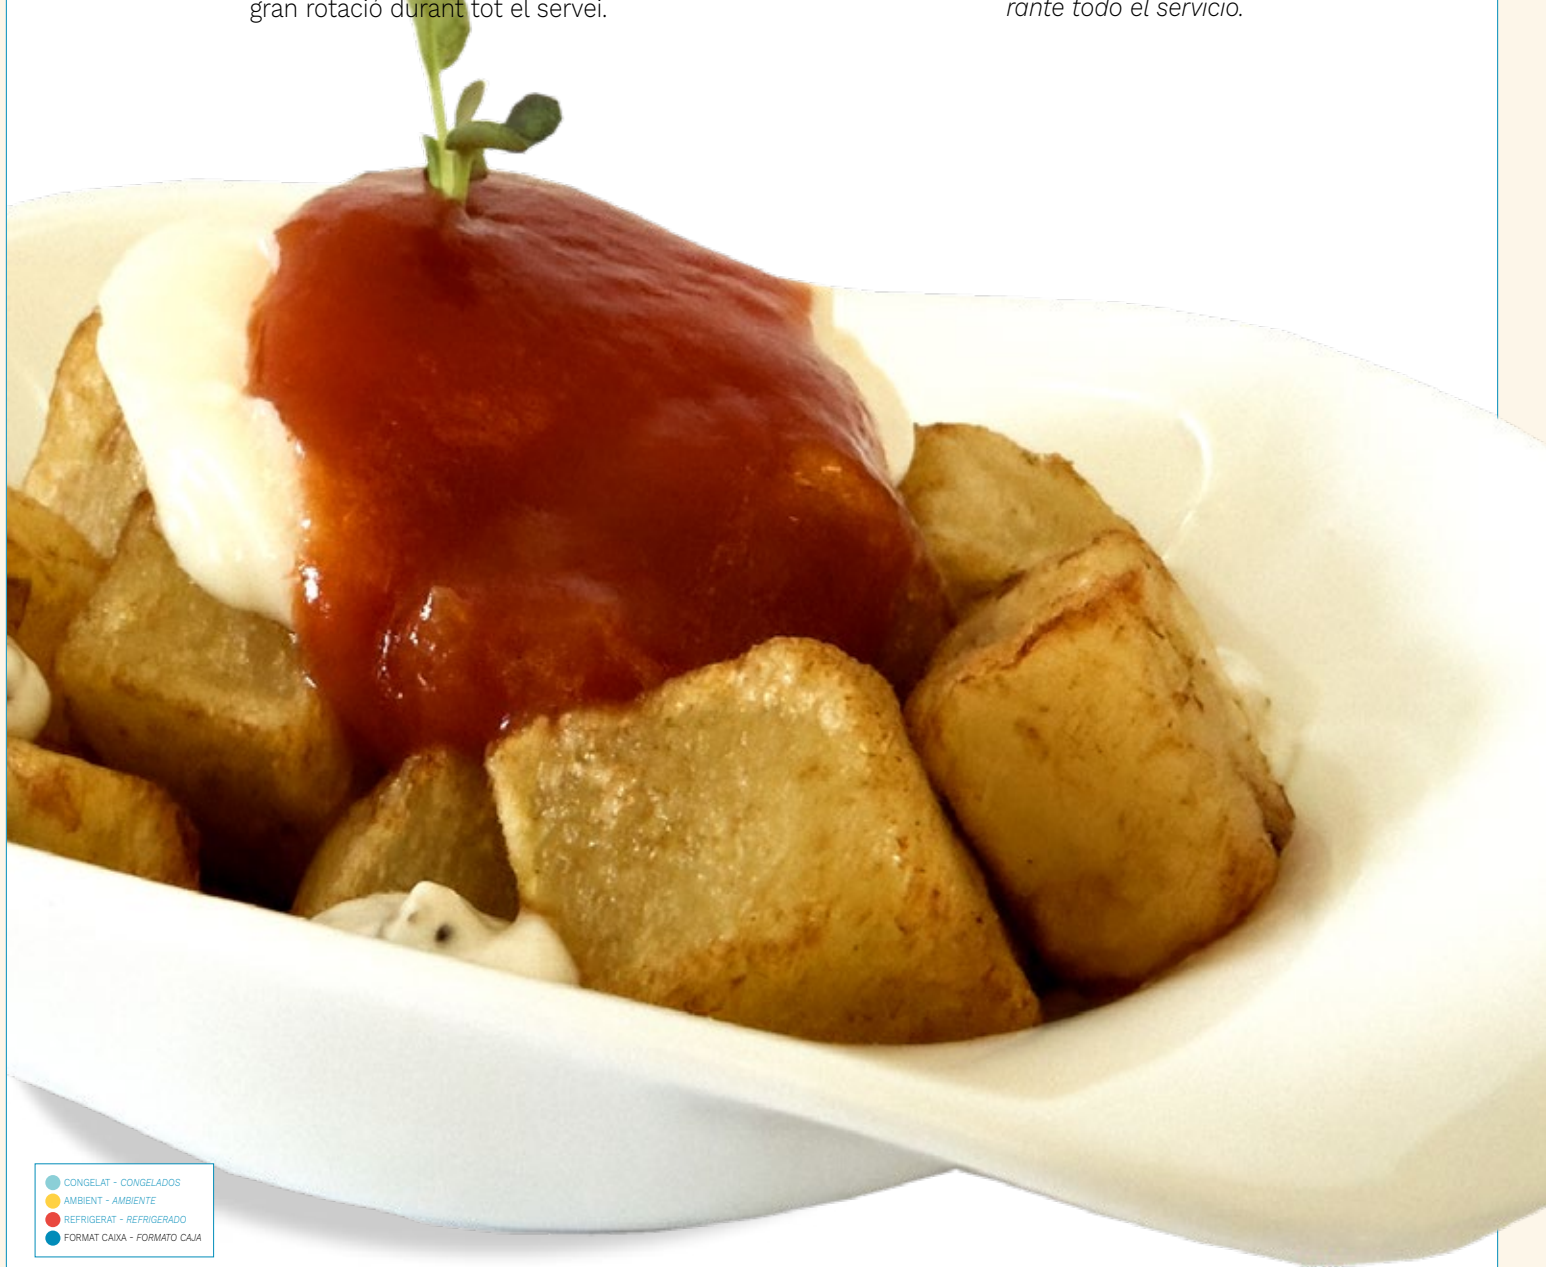 gran rotació durant tot el servei.
rante todo el servicio.
CONGELAT - CONGELADOS
AMBIENT - AMBIENTE
REFRIGERAT - REFRIGERADO
FORMAT CAIXA - FORMATO CAJA